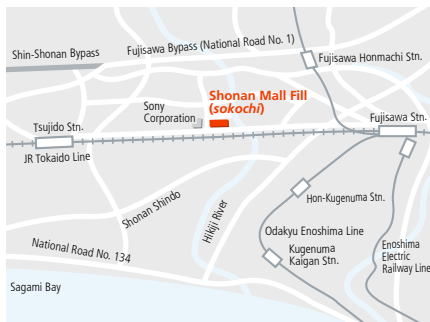 Fujisawa Bypass (National Road No. 1)
Shin-Shonan Bypass
Fujisawa Honmachi Stn.
Shonan Mall Fill
(sokochi)
Sony
Corporation
Fujisawa Stn.
Tsujido Stn.
JR Tokaido Line
Shonan Shindo
Hikiji River
Hon-Kugenuma Stn.
Odakyu Enoshima Line
Kugenuma
Kaigan Stn.
Enoshima
Electric
Railway Line
National Road No. 134
Sagami Bay